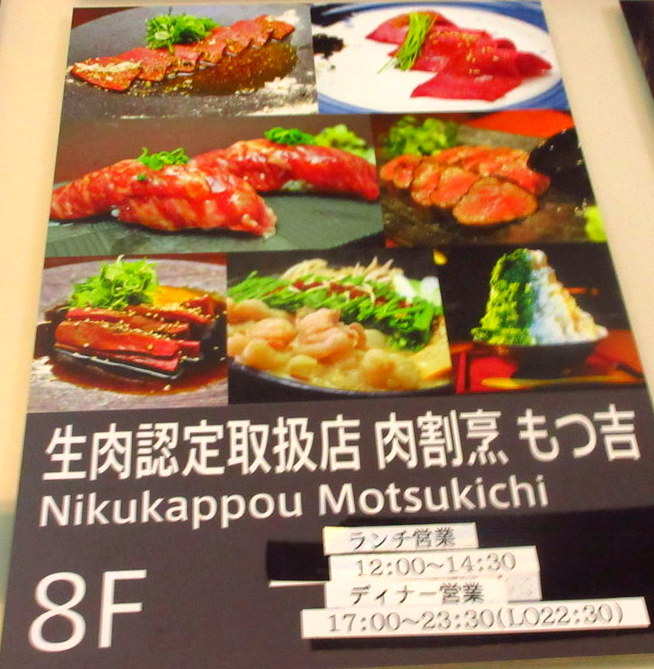 生肉認定取扱店 肉割烹 もつ吉
Nikukappou Motsukichi
8F
ランチ営業
12:00~14:30
ディナー営業
17:00~23:30(LO22:30)